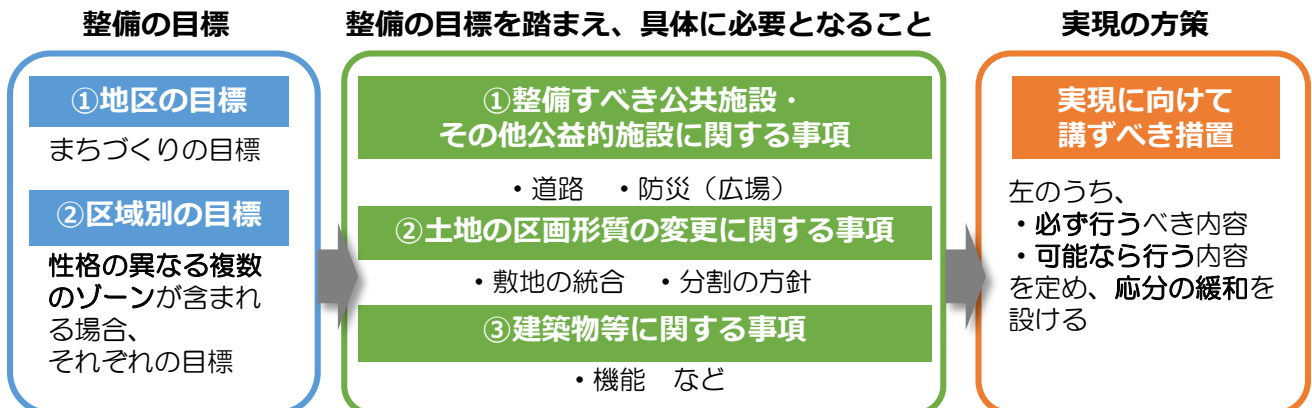 整備の目標
①地区の目標
まちづくりの目標
②区域別の目標
性格の異なる複数
のゾーンが含まれ
る場合、
それぞれの目標
整備の目標を踏まえ、具体に必要となること
①整備すべき公共施設・
その他公益的施設に関する事項
・道路　・防災（広場）
②土地の区画形質の変更に関する事項
・敷地の統合　・分割の方針
③建築物等に関する事項
・機能　など
実現の方策
実現に向けて
講ずべき措置
左のうち、
・必ず行うべき内容
・可能なら行う内容
を定め、応分の緩和を
設ける